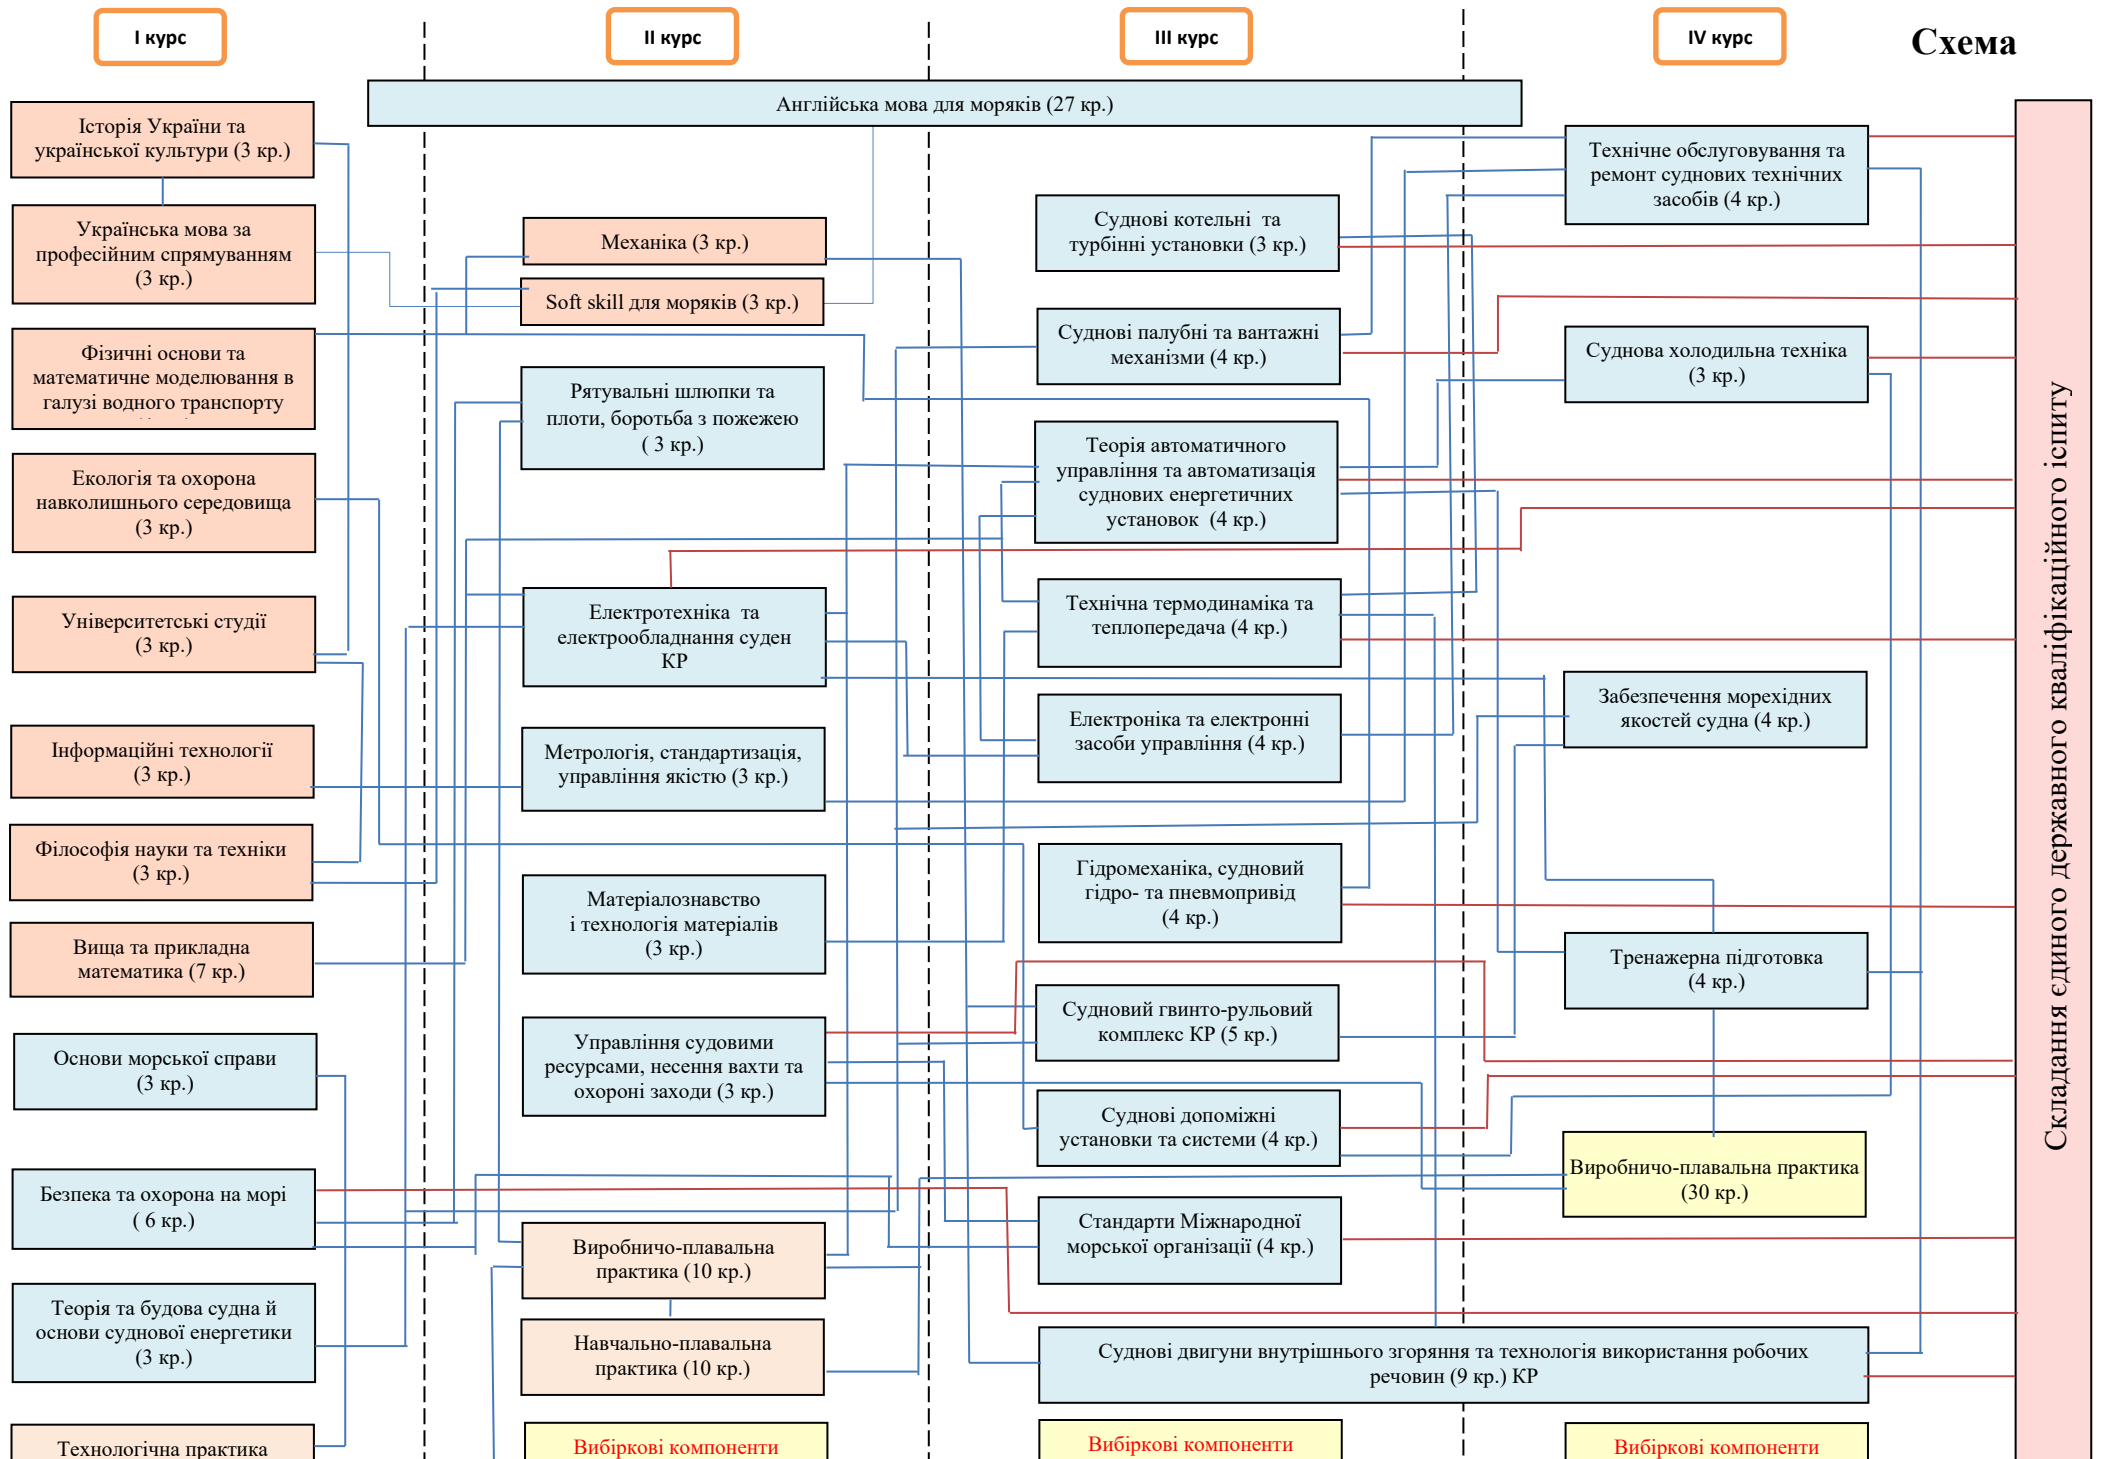 I курс
II курс
III курс
IV курс
Схема
Англійська мова для моряків (27 кр.)
Історія України та
української культури (3 кр.)
Українська мова за
професійним спрямуванням
(3 кр.)
Фізичні основи та
математичне моделювання в
галузі водного транспорту
Екологія та охорона
навколишнього середовища
(3 кр.)
Університетські студії
(3 кр.)
Інформаційні технології
(3 кр.)
Філософія науки та техніки
(3 кр.)
Вища та прикладна
математика (7 кр.)
Основи морської справи
(3 кр.)
Безпека та охорона на морі
( 6 кр.)
Теорія та будова судна й
основи суднової енергетики
(3 кр.)
Технологічна практика
Механіка (3 кр.)
Soft skill для моряків (3 кр.)
Рятувальні шлюпки та
плоти, боротьба з пожежею
( 3 кр.)
Електротехніка та
електрообладнання суден
КР
Метрологія, стандартизація,
управління якістю (3 кр.)
Матеріалознавство
і технологія матеріалів
(3 кр.)
Управління судовими
ресурсами, несення вахти та
охороні заходи (3 кр.)
Виробничо-плавальна
практика (10 кр.)
Навчально-плавальна
практика (10 кр.)
Вибіркові компоненти
Суднові котельні та
турбінні установки (3 кр.)
Суднові палубні та вантажні
механізми (4 кр.)
Теорія автоматичного
управління та автоматизація
суднових енергетичних
установок (4 кр.)
Технічна термодинаміка та
теплопередача (4 кр.)
Електроніка та електронні
засоби управління (4 кр.)
Гідромеханіка, судновий
гідро- та пневмопривід
(4 кр.)
Судновий гвинто-рульовий
комплекс КР (5 кр.)
Суднові допоміжні
установки та системи (4 кр.)
Стандарти Міжнародної
морської організації (4 кр.)
Суднові двигуни внутрішнього згоряння та технологія використання робочих
речовин (9 кр.) КР
Вибіркові компоненти
Технічне обслуговування та
ремонт суднових технічних
засобів (4 кр.)
Суднова холодильна техніка
(3 кр.)
Забезпечення морехідних
якостей судна (4 кр.)
Тренажерна підготовка
(4 кр.)
Виробничо-плавальна практика
(30 кр.)
Вибіркові компоненти
Складання єдиного державного кваліфікаційного іспиту